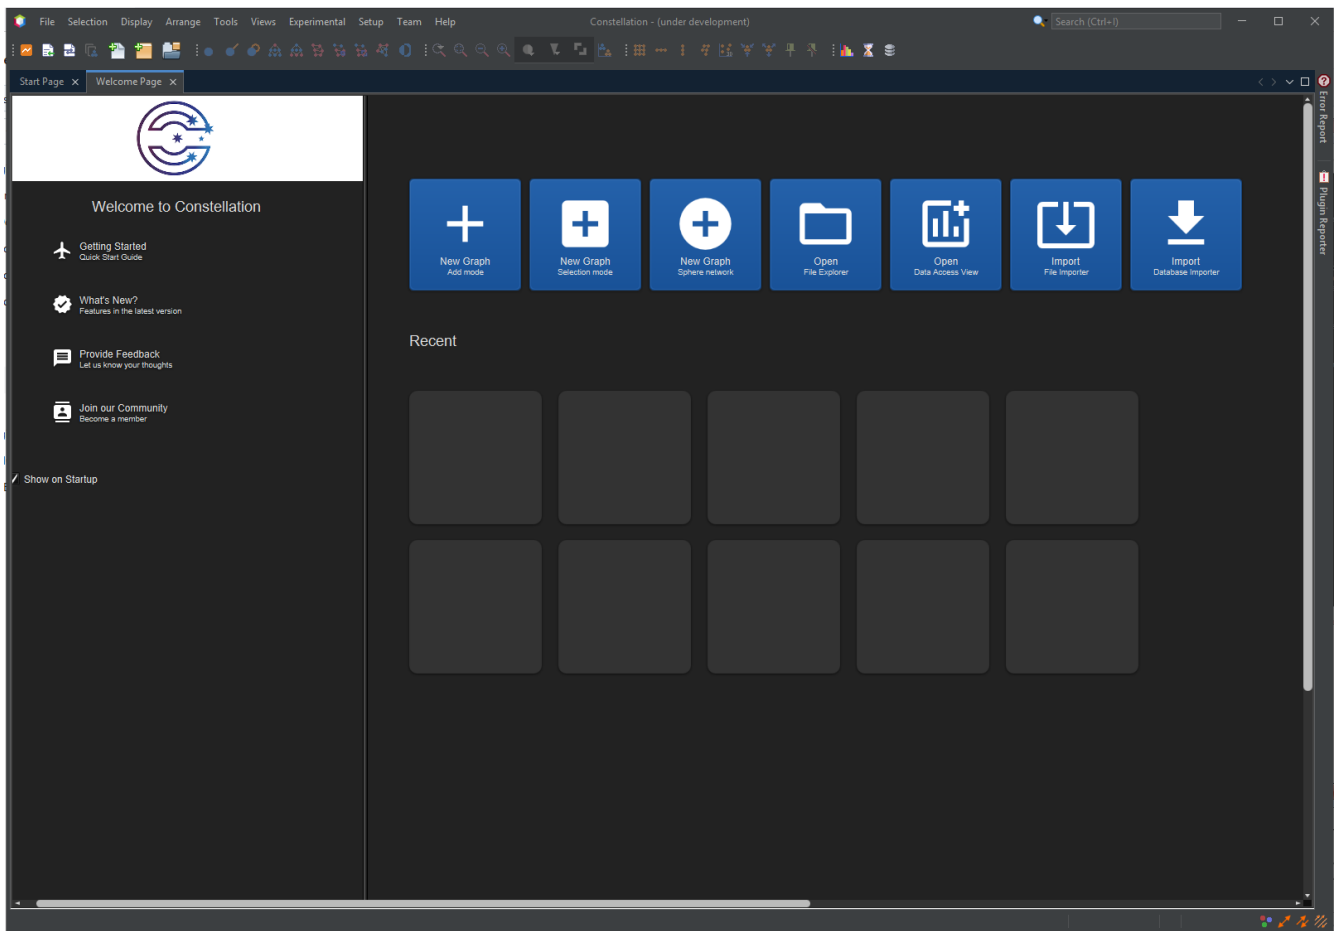 File Selection Display Arrange Tools Views Experimental Setup Team Help Constellation - (under development) Search (Ctrl+I)
Start Page Welcome Page
Error Report
Plugin Reporter
Welcome to Constellation
Getting Started
Quick Start Guide
What's New?
Features in the latest version
Provide Feedback
Let us know your thoughts
Join our Community
Become a member
Show on Startup
New Graph
Add mode
New Graph
Selection mode
New Graph
Sphere network
Open
File Explorer
Open
Data Access View
Import
File Importer
Import
Database Importer
Recent